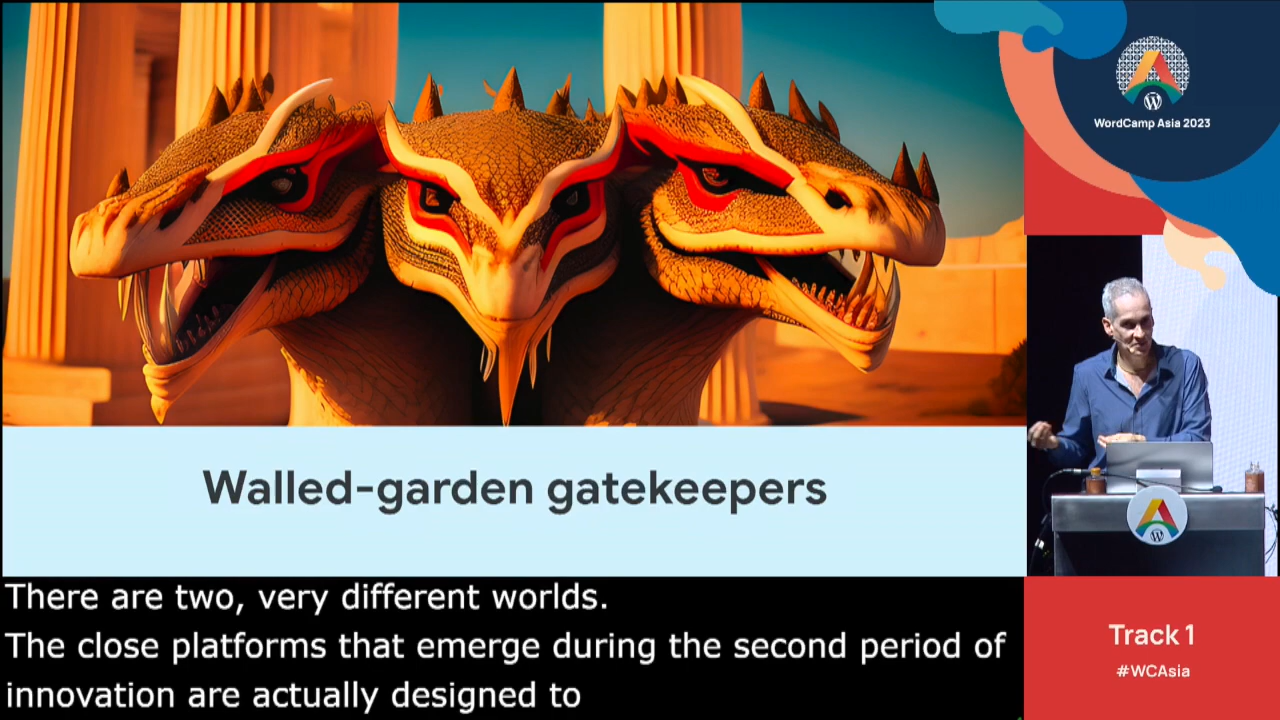 WordCamp Asia 2023
Walled-garden gatekeepers
There are two, very different worlds.
The close platforms that emerge during the second period of
innovation are actually designed to
Track 1
#WCAsia